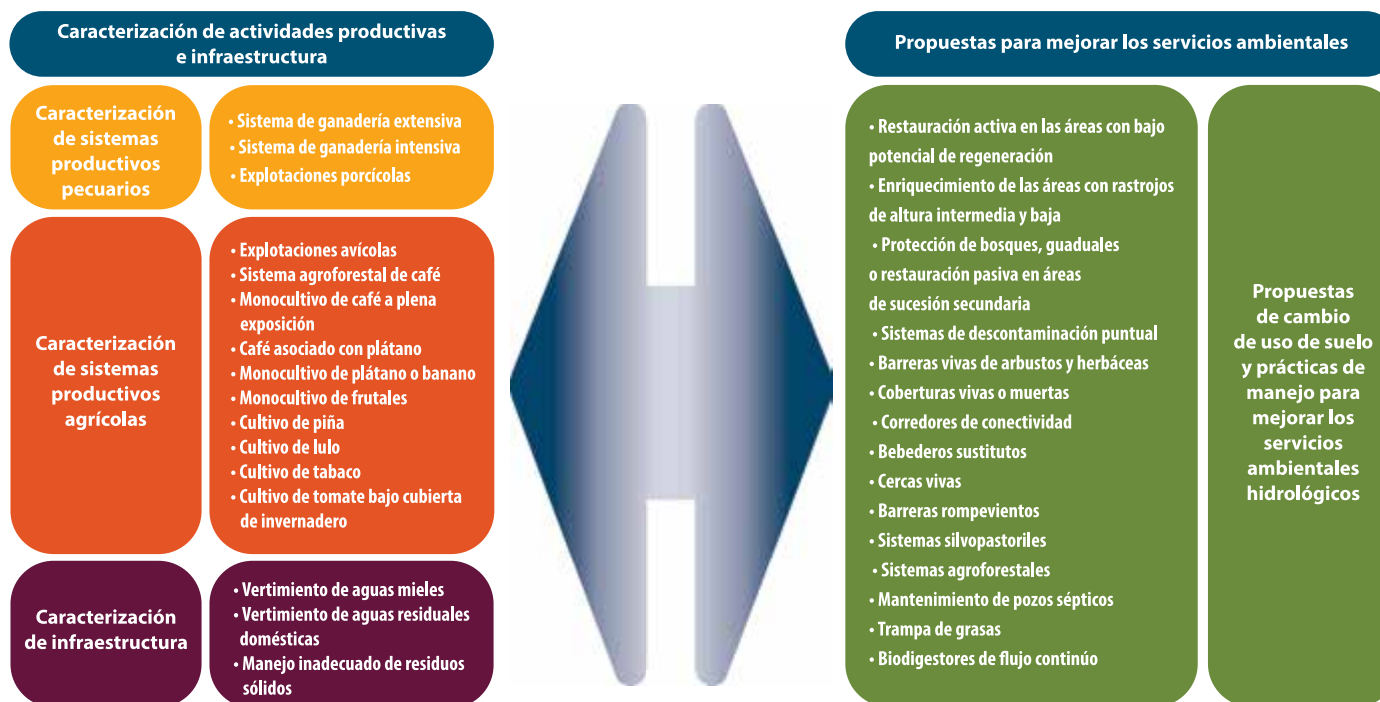 Caracterización de actividades productivas
e infraestructura
Caracterización
de sistemas
productivos
pecuarios
• Sistema de ganadería extensiva
• Sistema de ganadería intensiva
• Explotaciones porcícolas
Caracterización
de sistemas
productivos
agrícolas
• Explotaciones avícolas
• Sistema agroforestal de café
• Monocultivo de café a plena
exposición
• Café asociado con plátano
• Monocultivo de plátano o banano
• Monocultivo de frutales
• Cultivo de piña
• Cultivo de lulo
• Cultivo de tabaco
• Cultivo de tomate bajo cubierta
de invernadero
Caracterización
de infraestructura
• Vertimiento de aguas mieles
• Vertimiento de aguas residuales
domésticas
• Manejo inadecuado de residuos
sólidos
Propuestas para mejorar los servicios ambientales
• Restauración activa en las áreas con bajo
potencial de regeneración
• Enriquecimiento de las áreas con rastrojos
de altura intermedia y baja
• Protección de bosques, guaduales
o restauración pasiva en áreas
de sucesión secundaria
• Sistemas de descontaminación puntual
• Barreras vivas de arbustos y herbáceas
• Coberturas vivas o muertas
• Corredores de conectividad
• Bebederos sustitutos
• Cercas vivas
• Barreras rompevientos
• Sistemas silvopastoriles
• Sistemas agroforestales
• Mantenimiento de pozos sépticos
• Trampa de grasas
• Biodigestores de flujo continúo
Propuestas
de cambio
de uso de suelo
y prácticas de
manejo para
mejorar los
servicios
ambientales
hidrológicos